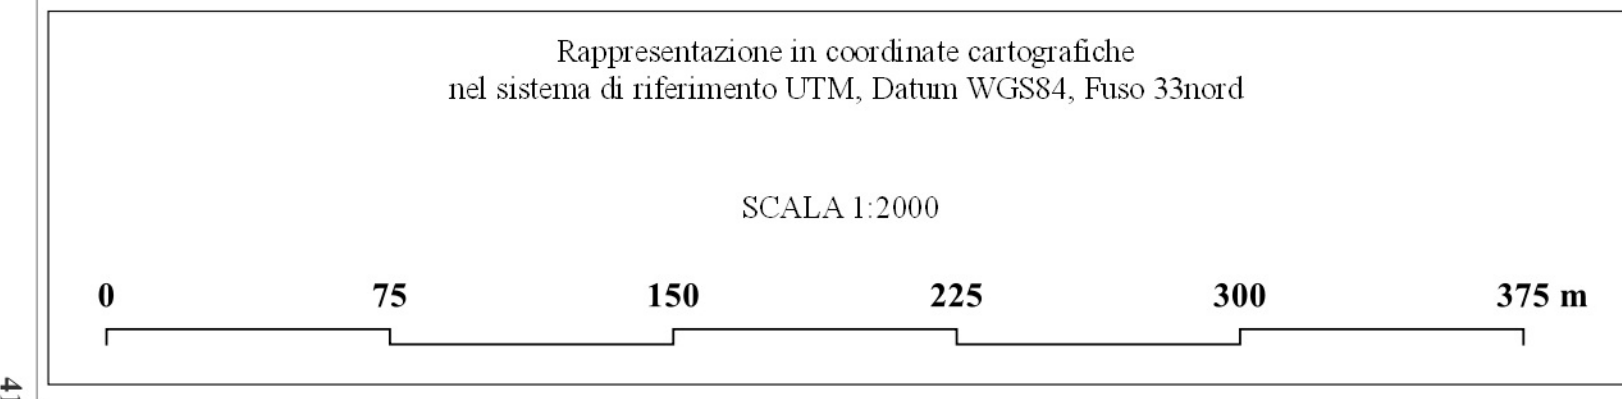 Rappresentazione in coordinate cartografiche
nel sistema di riferimento UTM, Datum WGS84, Fuso 33nord
SCALA 1:2000
0 75 150 225 300 375 m